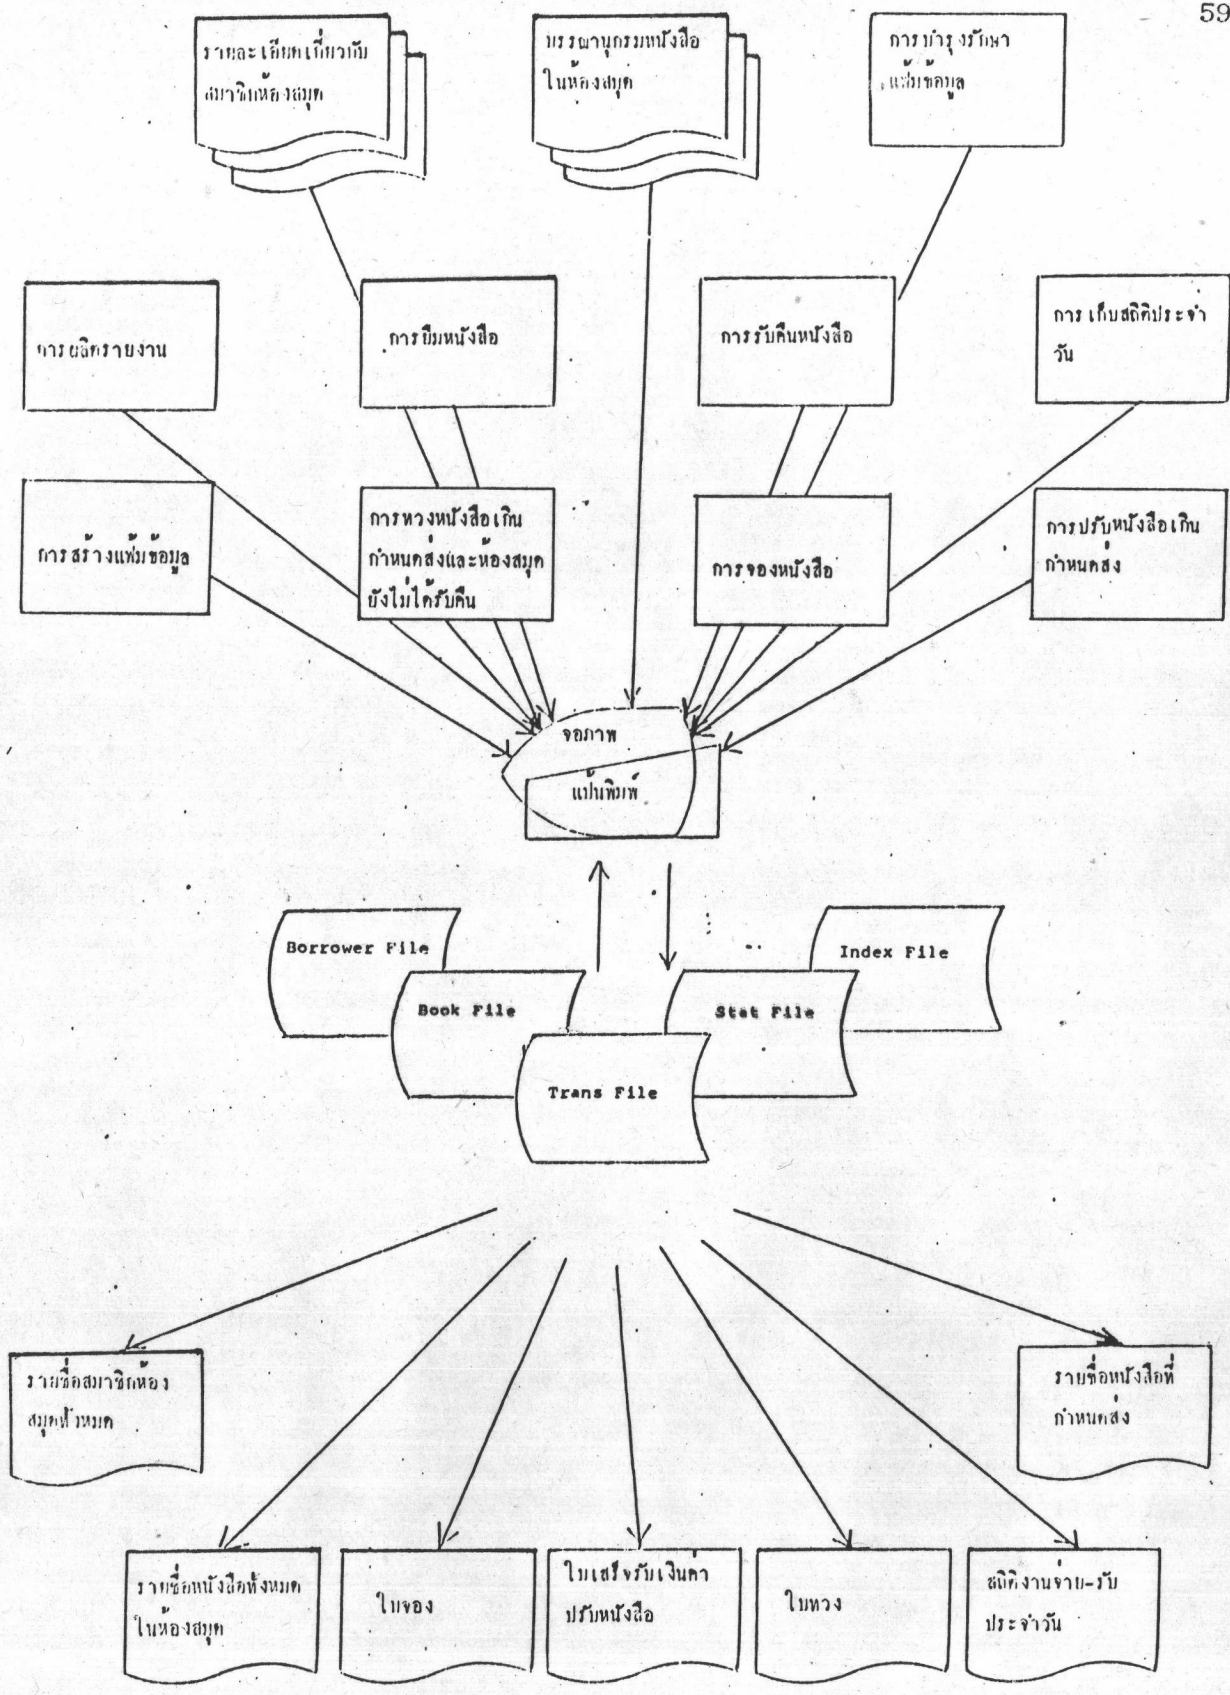 59
รายละเอียดเกี่ยวกับ
สมาชิกห้องสมุด
บรรณานุกรมหนังสือ
ในห้องสมุด
การบำรุงรักษา
แฟ้มข้อมูล
การผลิตรายงาน
การยืมหนังสือ
การรับคืนหนังสือ
การเก็บสถิติประจำ
วัน
การสร้างแฟ้มข้อมูล
การทวงหนังสือเกิน
กำหนดส่งและห้องสมุด
ยังไม่ได้รับคืน
การจองหนังสือ
การปรับหนังสือเกิน
กำหนดส่ง
จอภาพ
แป้นพิมพ์
Borrower File
Index File
Book File
Stat File
Trans File
รายชื่อสมาชิกห้อง
สมุดทั้งหมด
รายชื่อหนังสือที่
กำหนดส่ง
รายชื่อหนังสือทั้งหมด
ในห้องสมุด
ใบจอง
ใบเสร็จรับเงินค่า
ปรับหนังสือ
ใบทวง
สถิติงานจ่าย-รับ
ประจำวัน